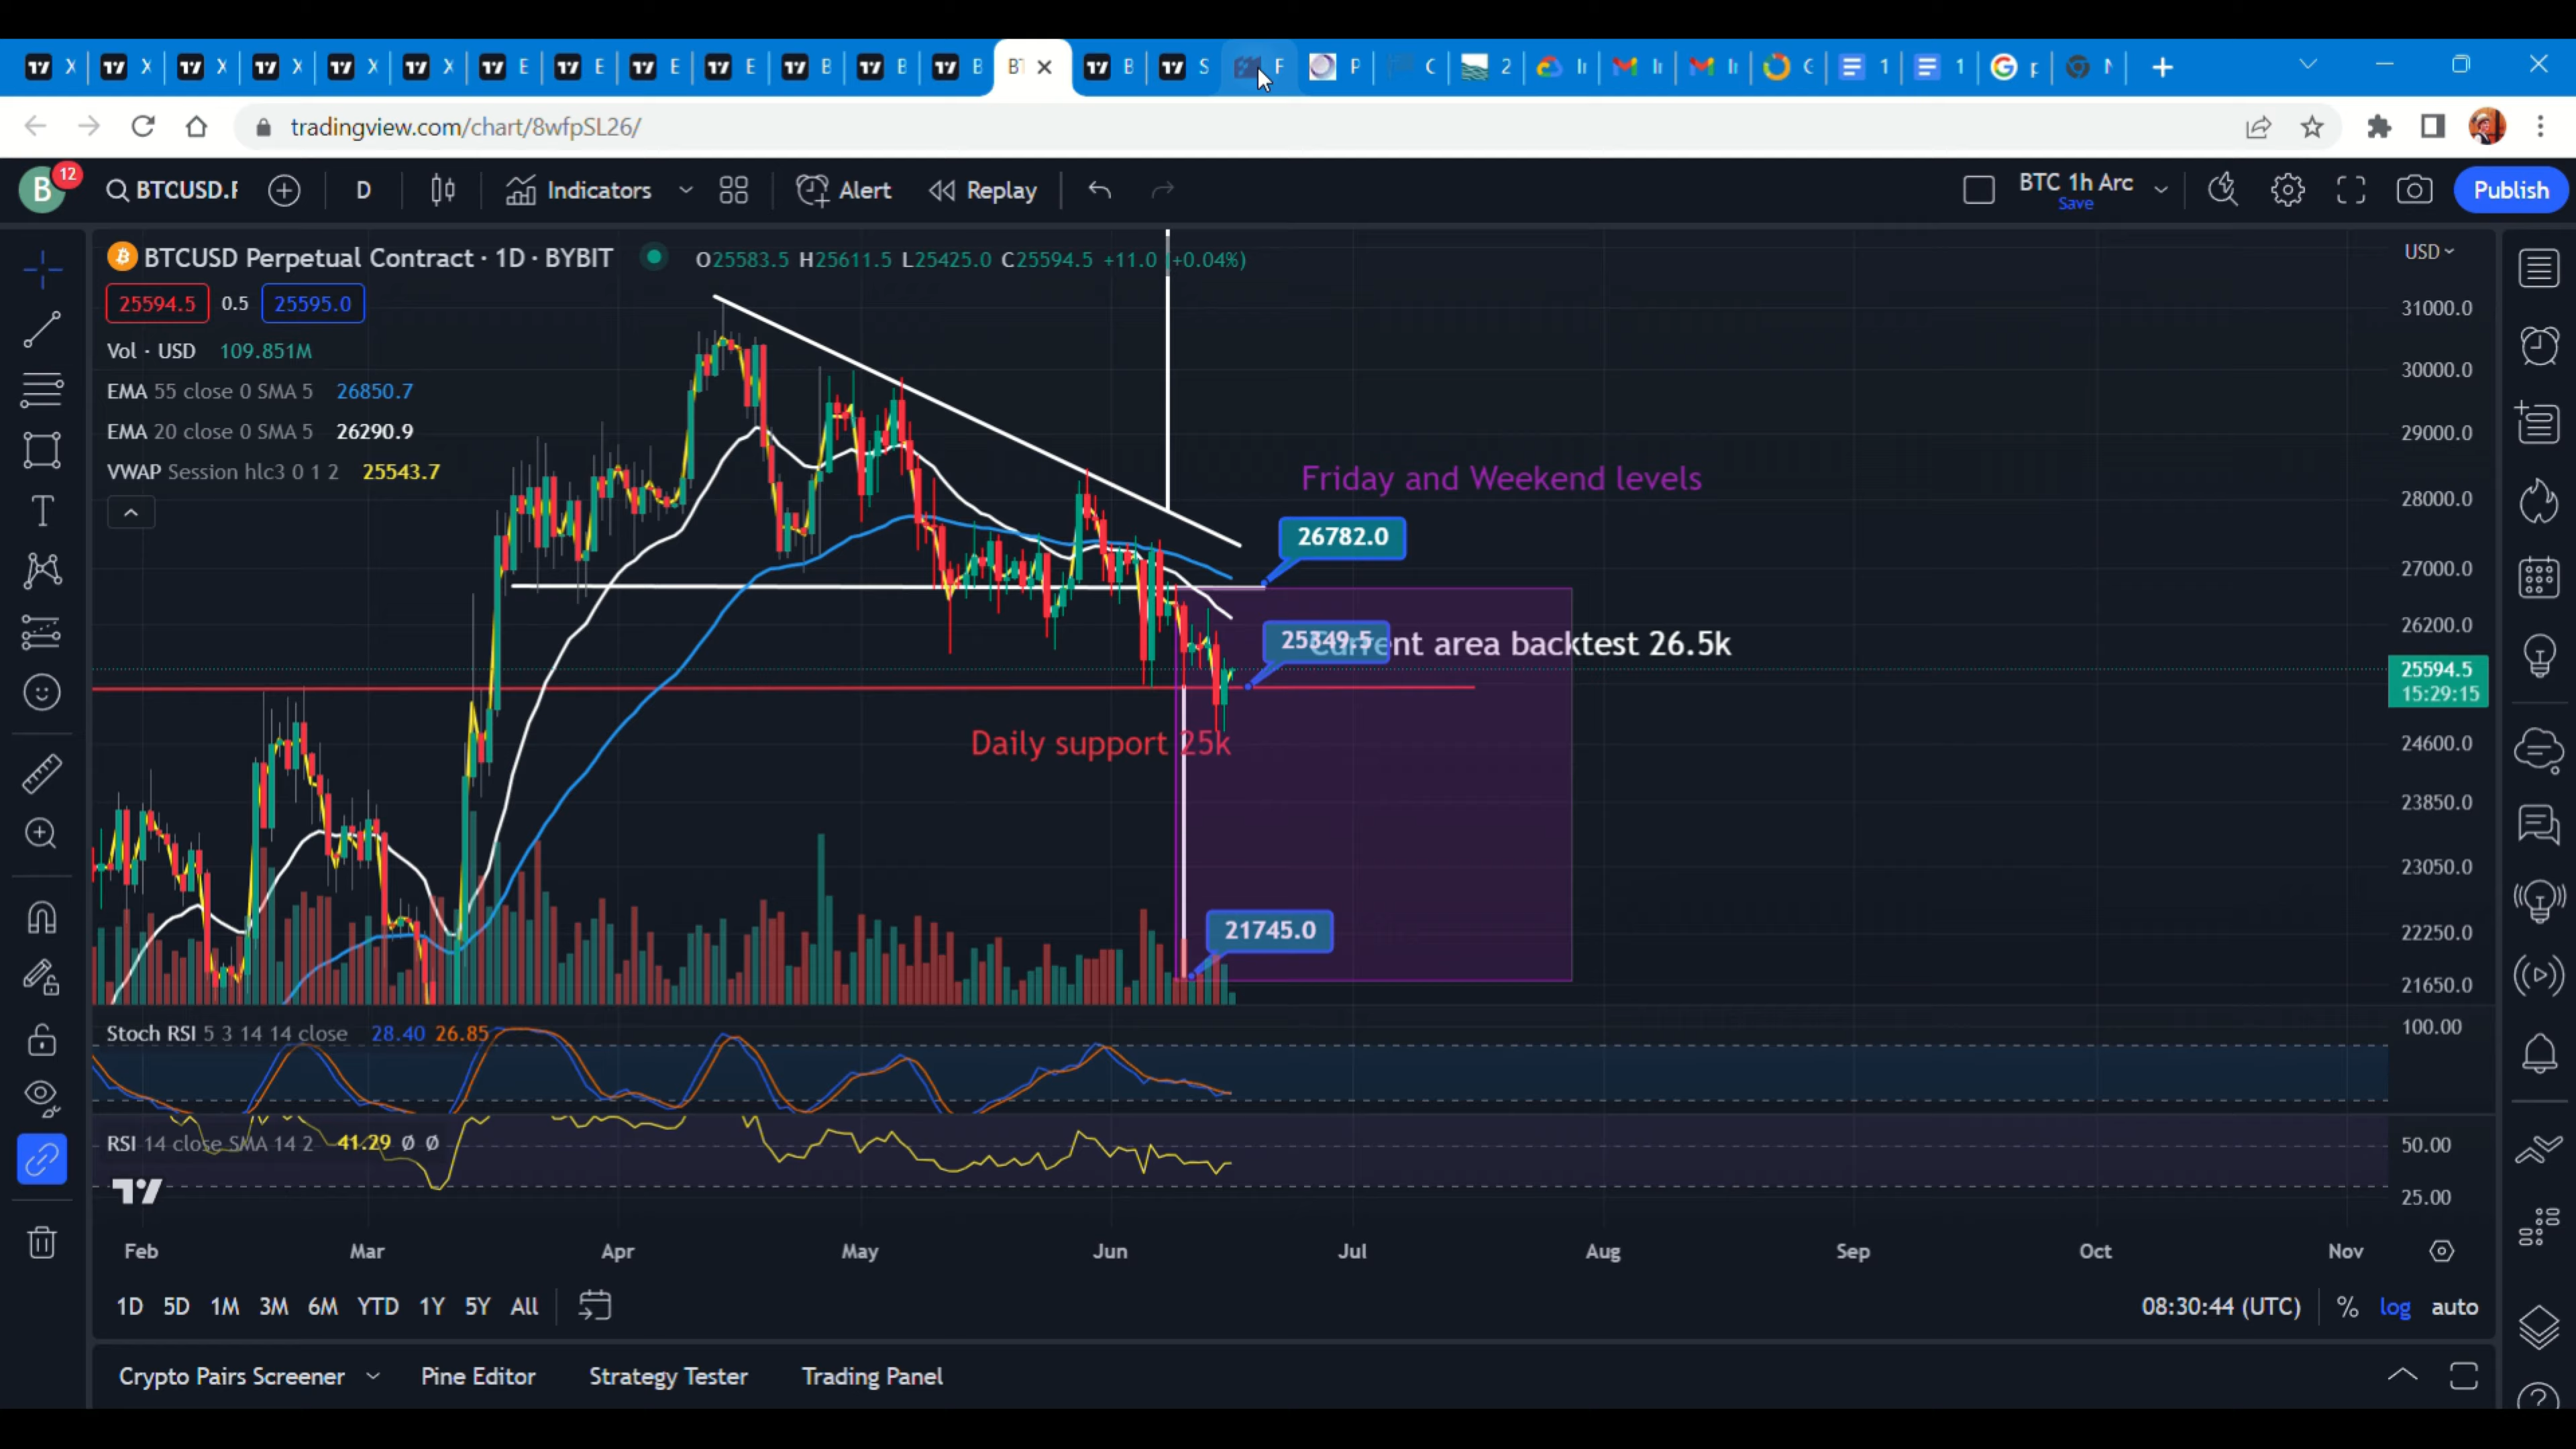 X X X X X X E E E E B B B BT B S F P C 2 I I I C 1 1 p N
tradingview.com/chart/8wfpSL26/
B 12 BTCUSD.P D Indicators Alert Replay BTC 1h Arc Save Publish
BTCUSD Perpetual Contract · 1D · BYBIT O25583.5 H25611.5 L25425.0 C25594.5 +11.0 (+0.04%) USD
25594.5 0.5 25595.0
Vol · USD 109.851M
EMA 55 close 0 SMA 5 26850.7
EMA 20 close 0 SMA 5 26290.9
VWAP Session hlc3 0 1 2 25543.7
31000.0
30000.0
29000.0
28000.0
27000.0
26200.0
25594.5
15:29:15
24600.0
23850.0
23050.0
22250.0
21650.0
Friday and Weekend levels
26782.0
25349.5
Current area backtest 26.5k
Daily support 25k
21745.0
Stoch RSI 5 3 14 14 close 28.40 26.85 100.00
RSI 14 close SMA 14 2 41.29 Ø Ø 50.00
25.00
Feb Mar Apr May Jun Jul Aug Sep Oct Nov
1D 5D 1M 3M 6M YTD 1Y 5Y All 08:30:44 (UTC) % log auto
Crypto Pairs Screener Pine Editor Strategy Tester Trading Panel